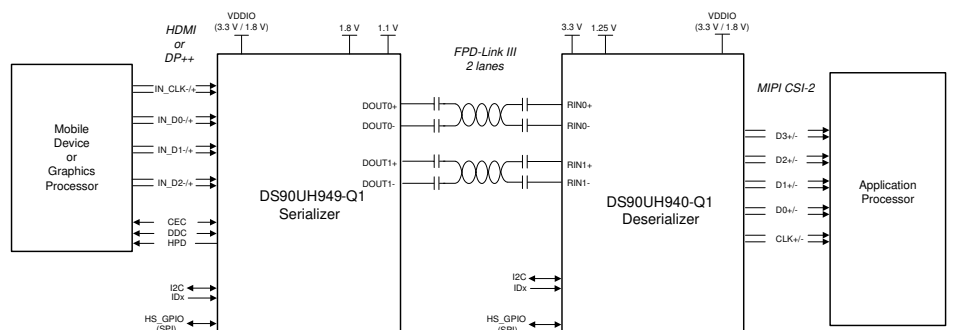 VDDIO
(3.3 V / 1.8 V)
HDMI
or
DP++
1.8 V
1.1 V
FPD-Link III
2 lanes
3.3 V
1.25 V
VDDIO
(3.3 V / 1.8 V)
MIPI CSI-2
Mobile
Device
or
Graphics
Processor
IN_CLK-/+
IN_D0-/+
IN_D1-/+
IN_D2-/+
CEC
DDC
HPD
I2C
IDx
HS_GPIO
(SPI)
DOUT0+
DOUT0-
DOUT1+
DOUT1-
DS90UH949-Q1
Serializer
RIN0+
RIN0-
RIN1+
RIN1-
DS90UH940-Q1
Deserializer
I2C
IDx
HS_GPIO
(SPI)
D3+/-
D2+/-
D1+/-
D0+/-
CLK+/-
Application
Processor